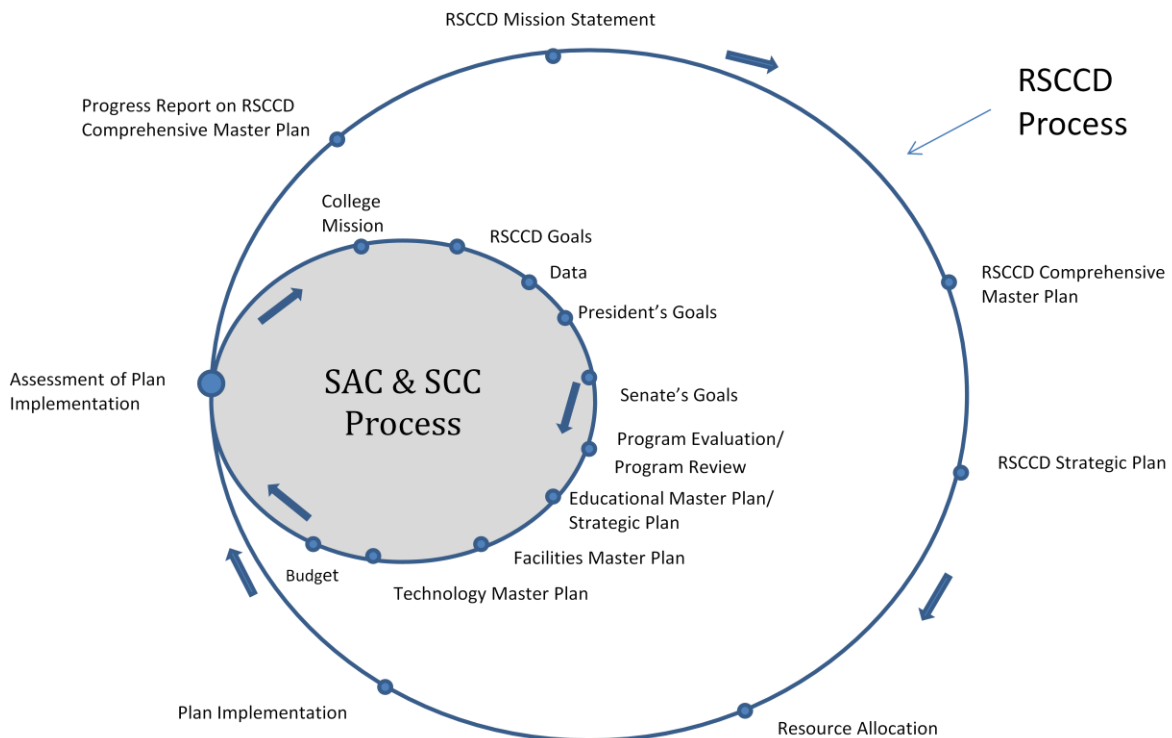 RSCCD Mission Statement
RSCCD
Process
Progress Report on RSCCD
Comprehensive Master Plan
College
Mission
RSCCD Goals
Data
President's Goals
RSCCD Comprehensive
Master Plan
Assessment of Plan
Implementation
SAC & SCC
Process
Senate's Goals
Program Evaluation/
Program Review
RSCCD Strategic Plan
Educational Master Plan/
Strategic Plan
Facilities Master Plan
Budget
Technology Master Plan
Plan Implementation
Resource Allocation